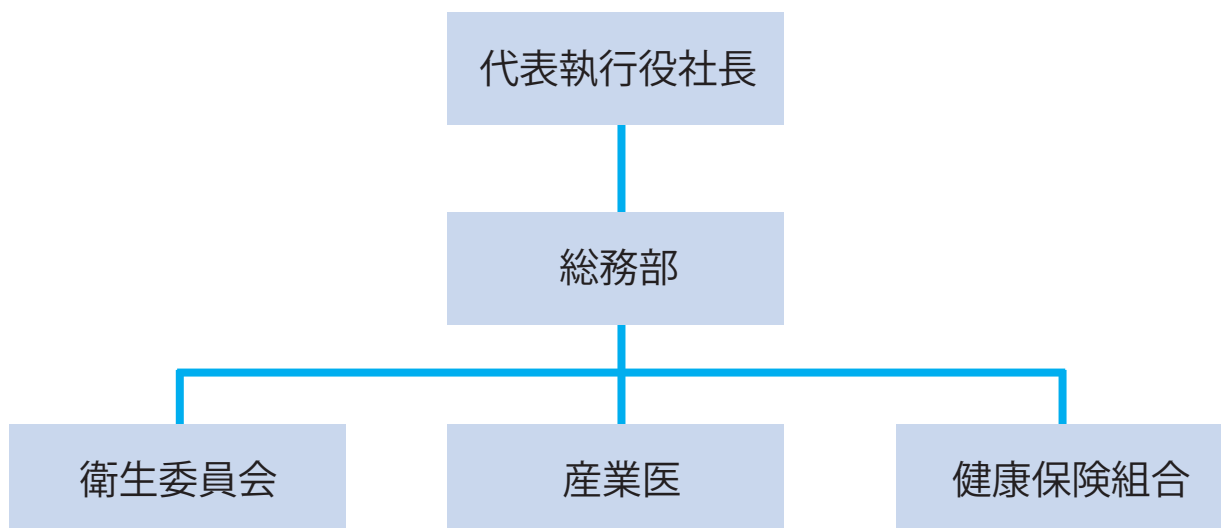 代表執行役社長
総務部
衛生委員会
産業医
健康保険組合